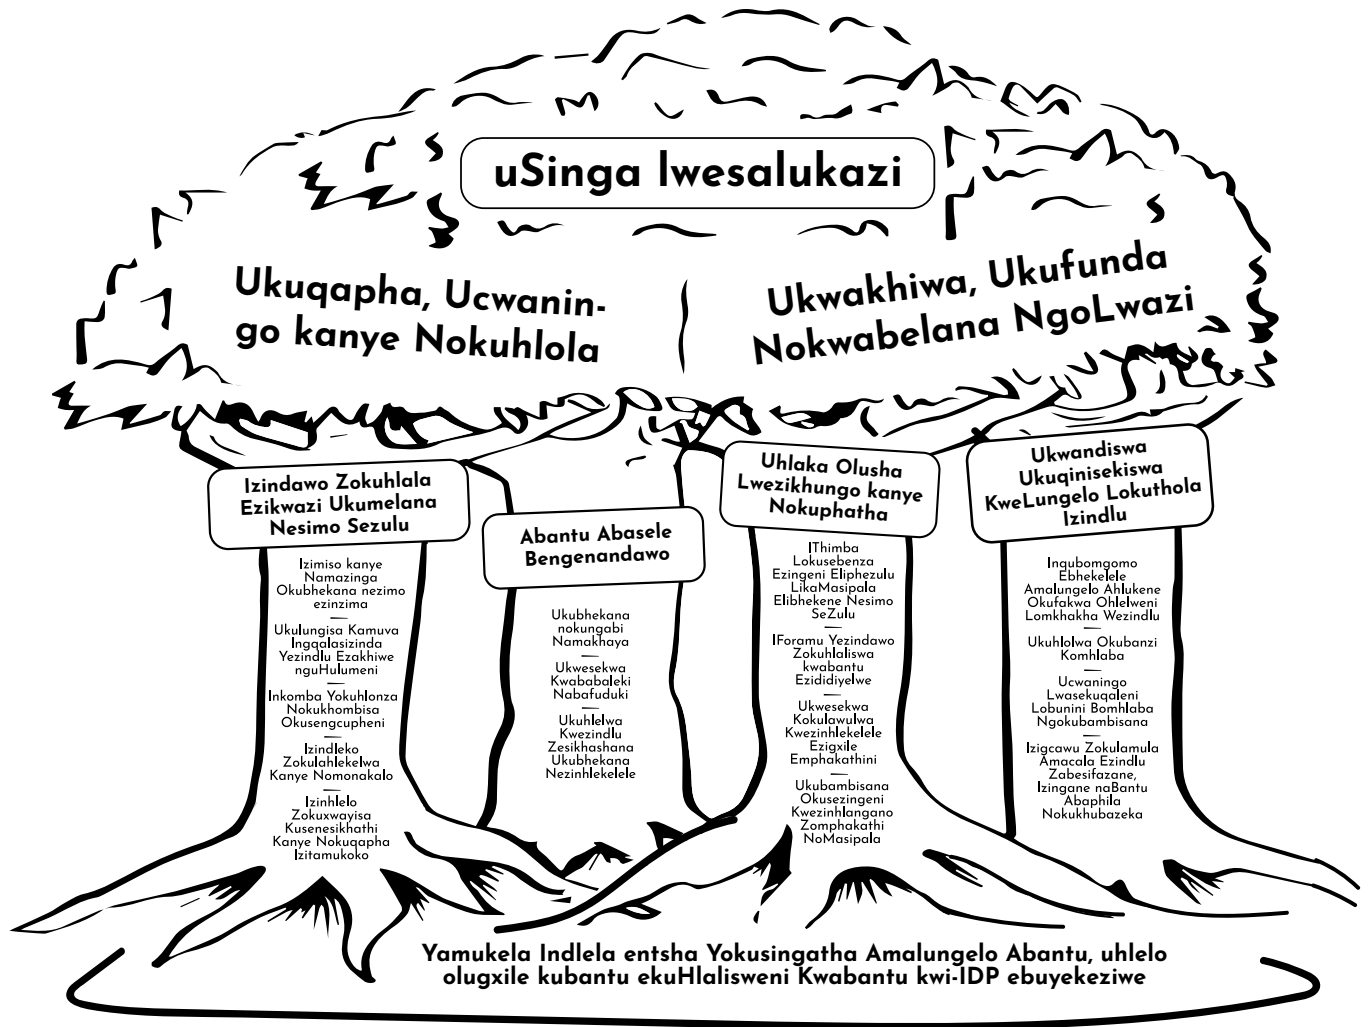 uSinga lwesalukazi
Ukuqapha, Ucwanin-
go kanye Nokuhlola
Ukwakhiwa, Ukufunda
Nokwabelana NgoLwazi
Izindawo Zokuhlala
Ezikwazi Ukumelana
Nesimo Sezulu
Izimiso kanye
Namazinga
Okubhekana nezimo
ezinzima
Ukulungisa Kamuva
Ingqalasizinda
Yezindlu Ezakhiwe
nguHulumeni
Inkomba Yokuhlonza
Nokukhombisa
Okusengcupheni
Izindleko
Zokulahlekelwa
Kanye Nomonakalo
Izinhlelo
Zokuxwayisa
Kusenesikhathi
Kanye Nokuqapha
Izitamukoko
Abantu Abasele
Bengenandawo
Ukubhekana
nokungabi
Namakhaya
Ukwesekwa
Kwababaleki
Nabafuduki
Ukuhlelwa
Kwezindlu
Zesikhashana
Ukubhekana
Nezinhlekelele
Uhlaka Olusha
Lwezikhungo kanye
Nokuphatha
IThimba
Lokusebenza
Ezingeni Eliphezulu
LikaMasipala
Elibhekene Nesimo
SeZulu
IForamu Yezindawo
Zokuhlaliswa
kwabantu
Ezididiyelwe
Ukwesekwa
Kokulawulwa
Kwezinhlekelele
Ezigxile
Emphakathini
Ukubambisana
Okusezingeni
Kwezinhlangano
Zomphakathi
NoMasipala
Ukwandiswa
Ukuqinisekiswa
KweLungelo Lokuthola
Izindlu
Inqubomgomo
Ebhekelele
Amalungelo Ahlukene
Okufakwa Ohlelweni
Lomkhakha Wezindlu
Ukuhlolwa Okubanzi
Komhlaba
Ucwaningo
Lwasekuqaleni
Lobunini Bomhlaba
Ngokubambisana
Izigcawu Zokulamula
Amacala Ezindlu
Zabesifazane,
Izingane naBantu
Abaphila
Nokukhubazeka
Yamukela Indlela entsha Yokusingatha Amalungelo Abantu, uhlelo
olugxile kubantu ekuHlalisweni Kwabantu kwi-IDP ebuyekeziwe